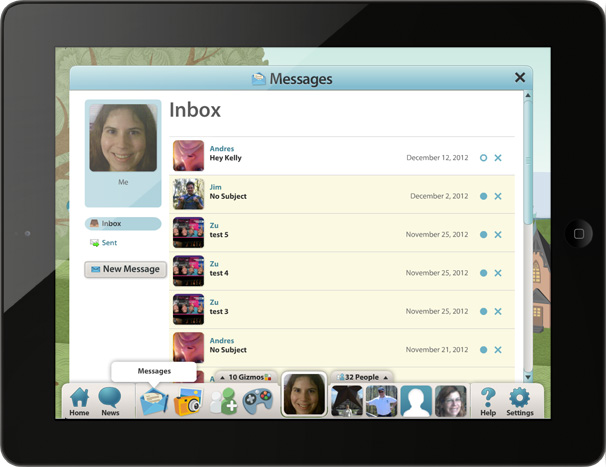 Messages
Inbox
Me
Inbox
Sent
New Message
Andres
Hey Kelly
December 12, 2012
Jim
No Subject
December 2, 2012
Zu
test 5
November 25, 2012
Zu
test 4
November 25, 2012
Zu
test 3
November 25, 2012
Andres
No Subject
November 21, 2012
Messages
10 Gizmos
32 People
Home
News
Help
Settings